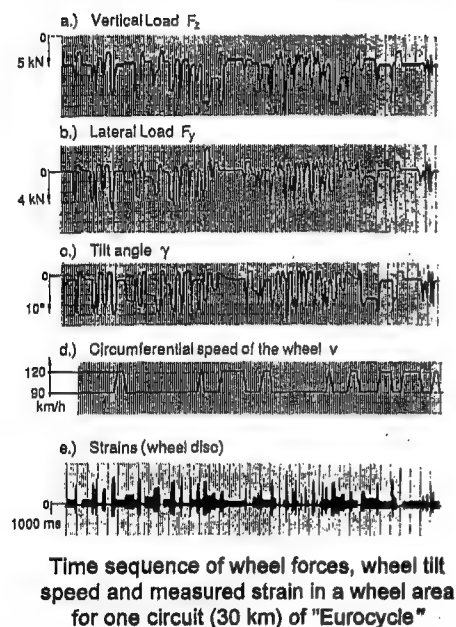 a.) Vertical Load Fz
0
5 kN
b.) Lateral Load Fy
0
4 kN
c.) Tilt angle γ
0
10°
d.) Circumferential speed of the wheel v
120
90
km/h
e.) Strains (wheel disc)
0
1000 ms
Time sequence of wheel forces, wheel tilt
speed and measured strain in a wheel area
for one circuit (30 km) of "Eurocycle"